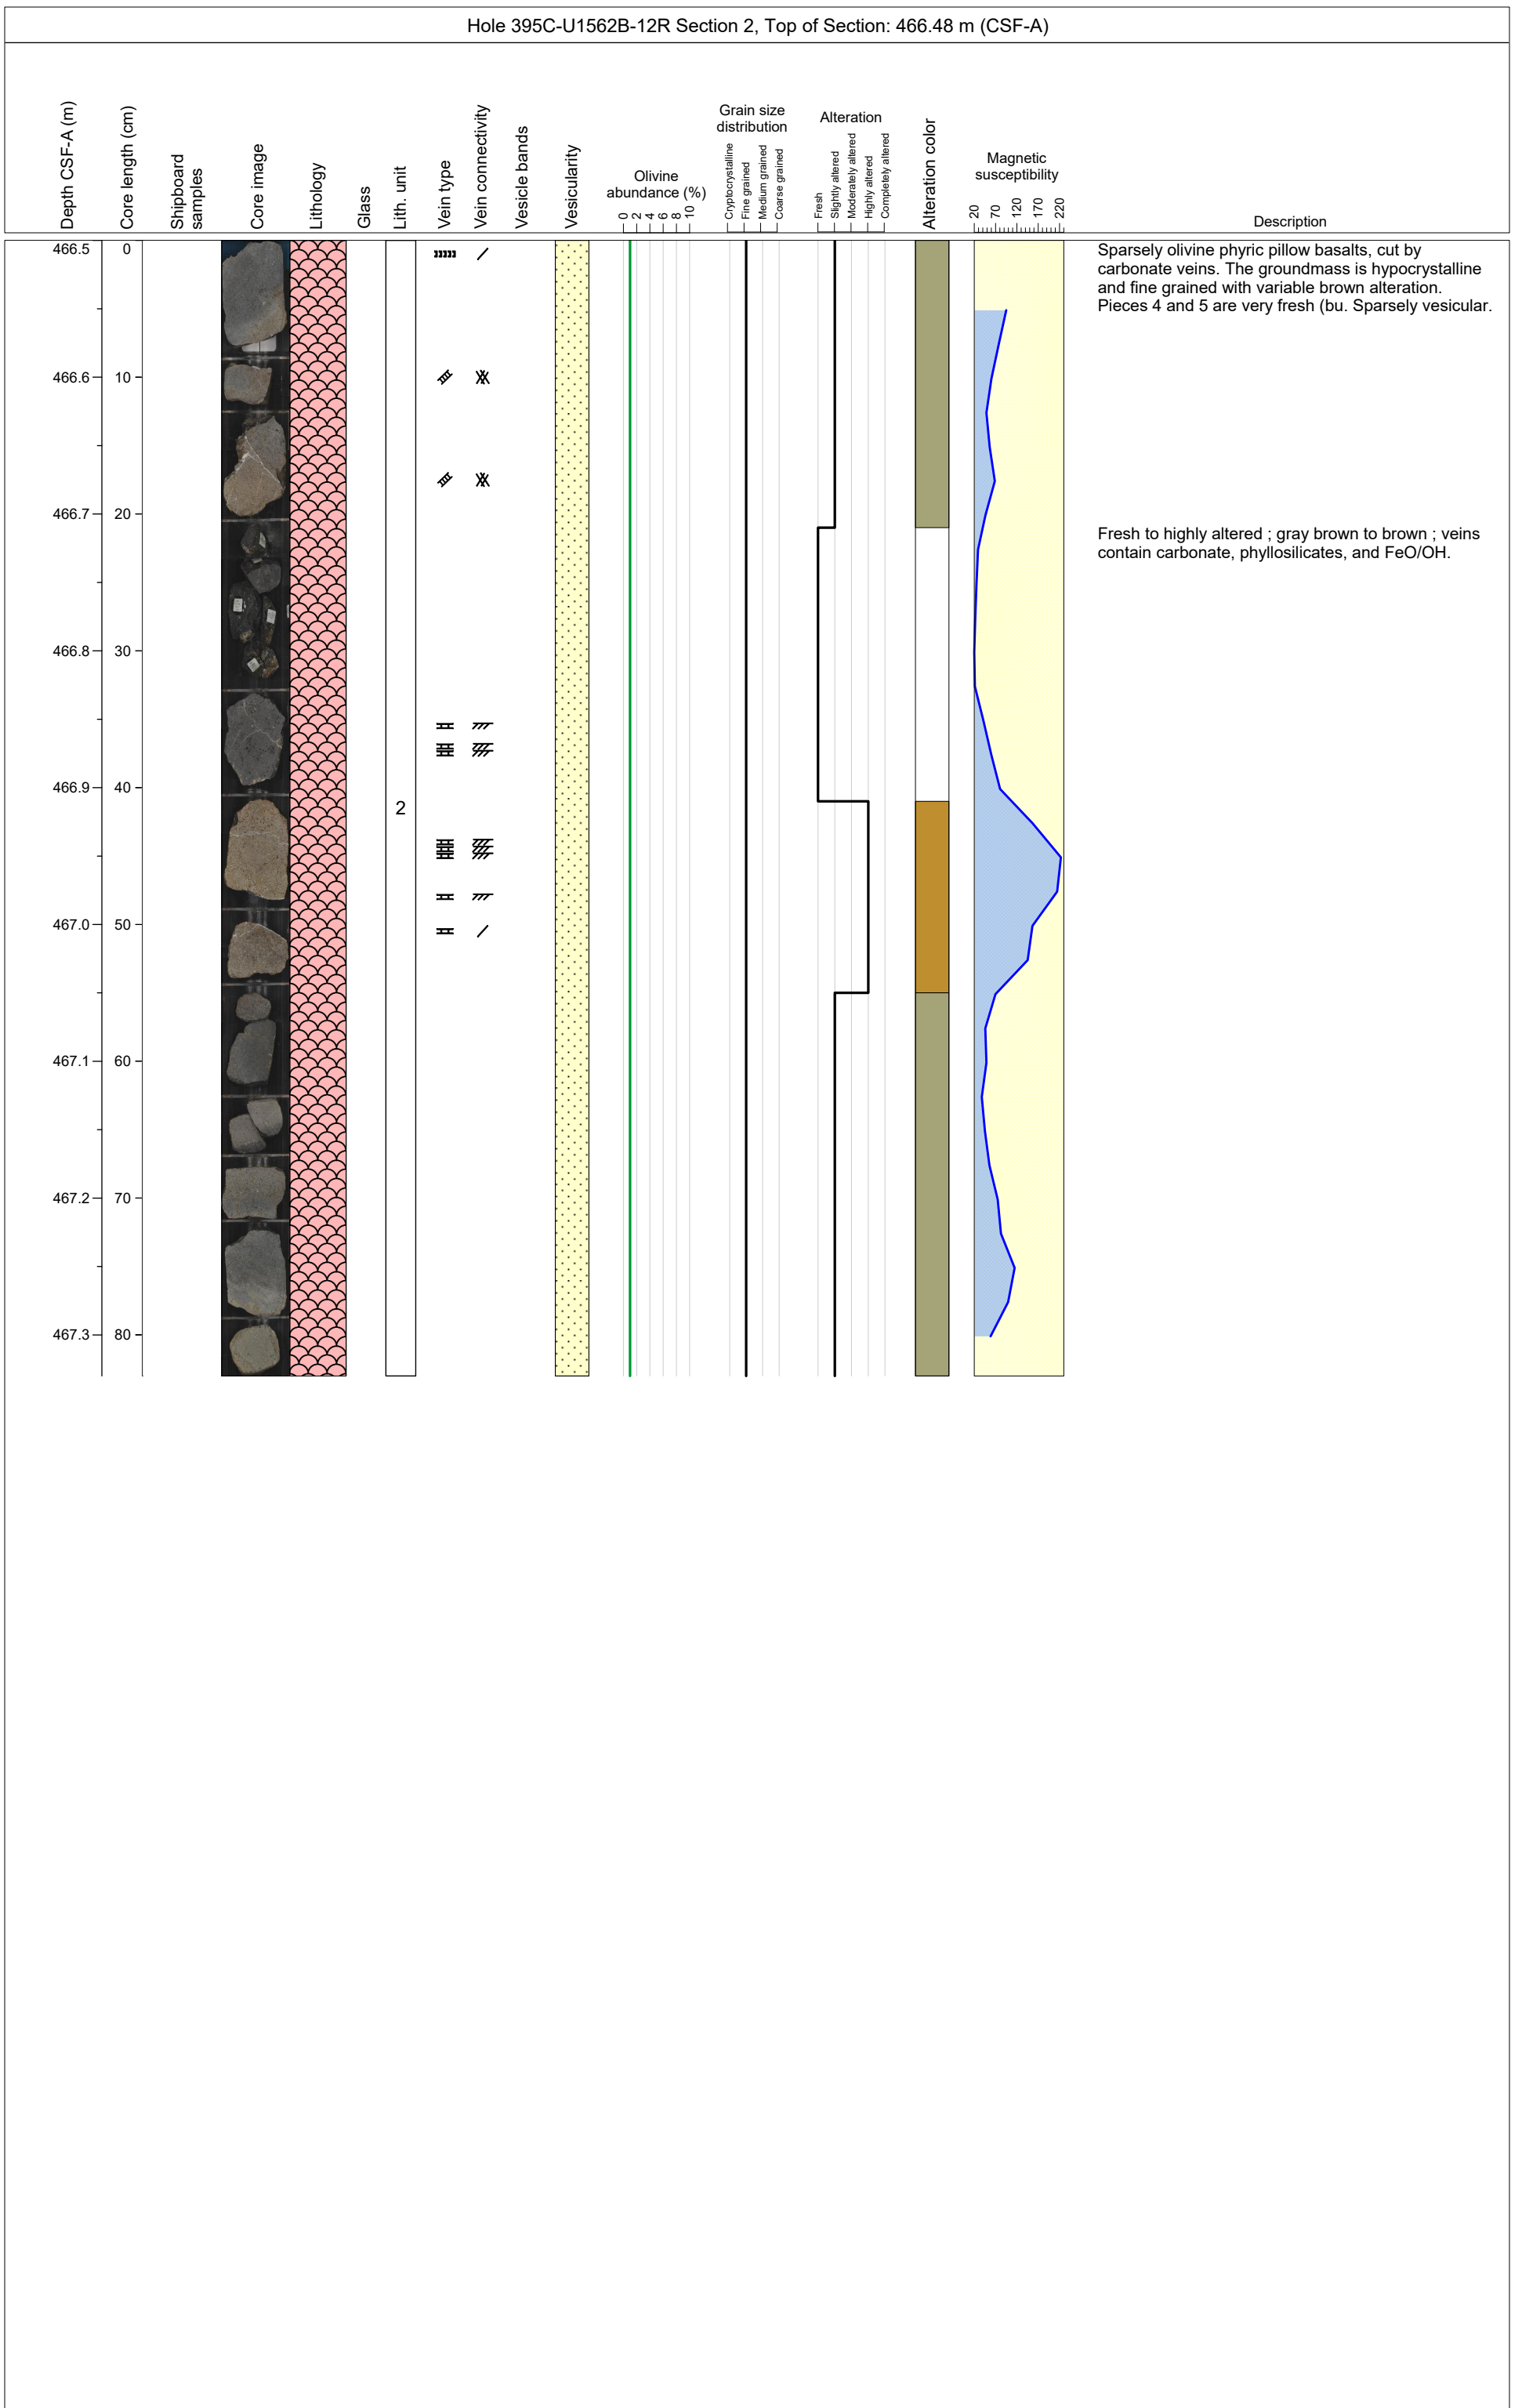 Hole 395C-U1562B-12R Section 2, Top of Section: 466.48 m (CSF-A)
Depth CSF-A (m)
Core length (cm)
Shipboard
samples
Core image
Lithology
Glass
Lith. unit
Vein type
Vein connectivity
Vesicle bands
Vesicularity
Olivine
abundance (%)
0 2 4 6 8 10
Grain size
distribution
Cryptocrystalline
Fine grained
Medium grained
Coarse grained
Alteration
Fresh
Slightly altered
Moderately altered
Highly altered
Completely altered
Alteration color
Magnetic
susceptibility
20 70 120 170 220
Description
466.5 0
466.6 10
466.7 20
466.8 30
466.9 40
467.0 50
467.1 60
467.2 70
467.3 80
2
Sparsely olivine phyric pillow basalts, cut by
carbonate veins. The groundmass is hypocrystalline
and fine grained with variable brown alteration.
Pieces 4 and 5 are very fresh (bu. Sparsely vesicular.
Fresh to highly altered ; gray brown to brown ; veins
contain carbonate, phyllosilicates, and FeO/OH.